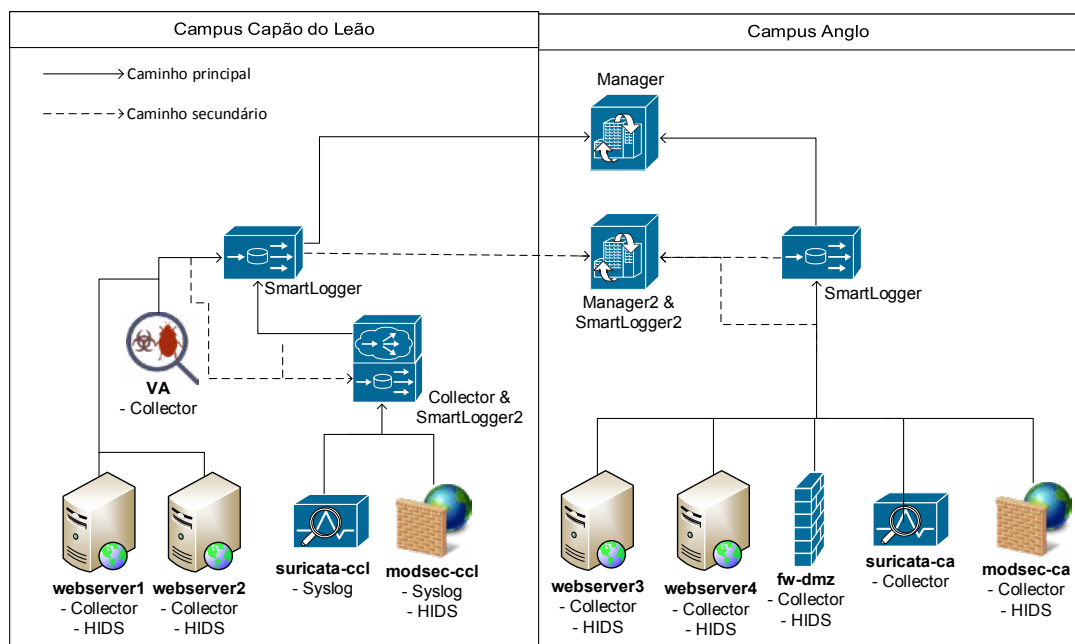 Campus Capão do Leão
Campus Anglo
Caminho principal
Caminho secundário
Manager
SmartLogger
Manager2 &
SmartLogger2
SmartLogger
VA
- Collector
Collector &
SmartLogger2
webserver1
- Collector
- HIDS
webserver2
- Collector
- HIDS
suricata-ccl
- Syslog
modsec-ccl
- Syslog
- HIDS
webserver3
- Collector
- HIDS
webserver4
- Collector
- HIDS
fw-dmz
- Collector
- HIDS
suricata-ca
- Collector
modsec-ca
- Collector
- HIDS